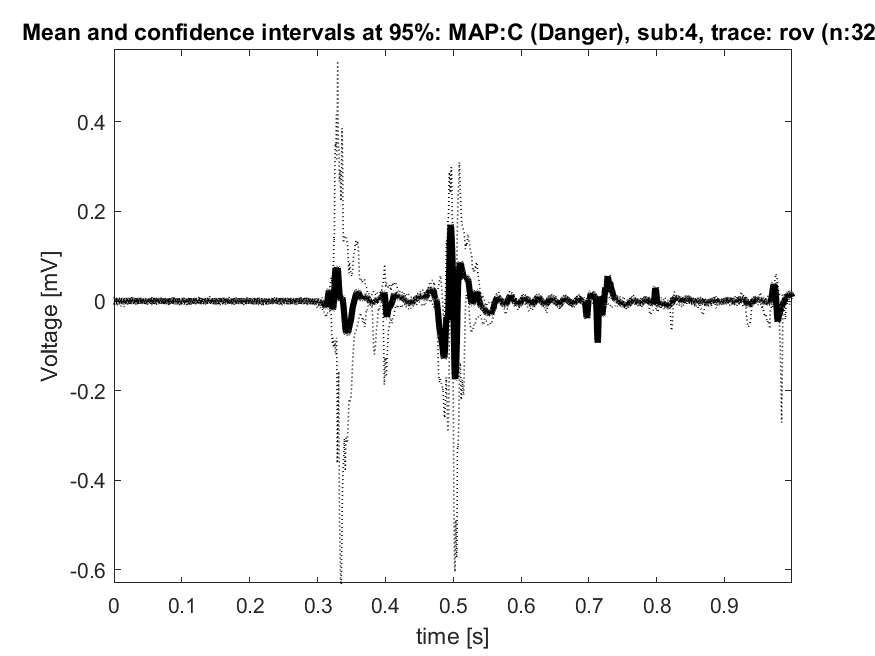 Mean and confidence intervals at 95%: MAP:C (Danger), sub:4, trace: rov (n:32
0.4
0.2
0
-0.2
-0.4
-0.6
Voltage [mV]
0 0.1 0.2 0.3 0.4 0.5 0.6 0.7 0.8 0.9
time [s]